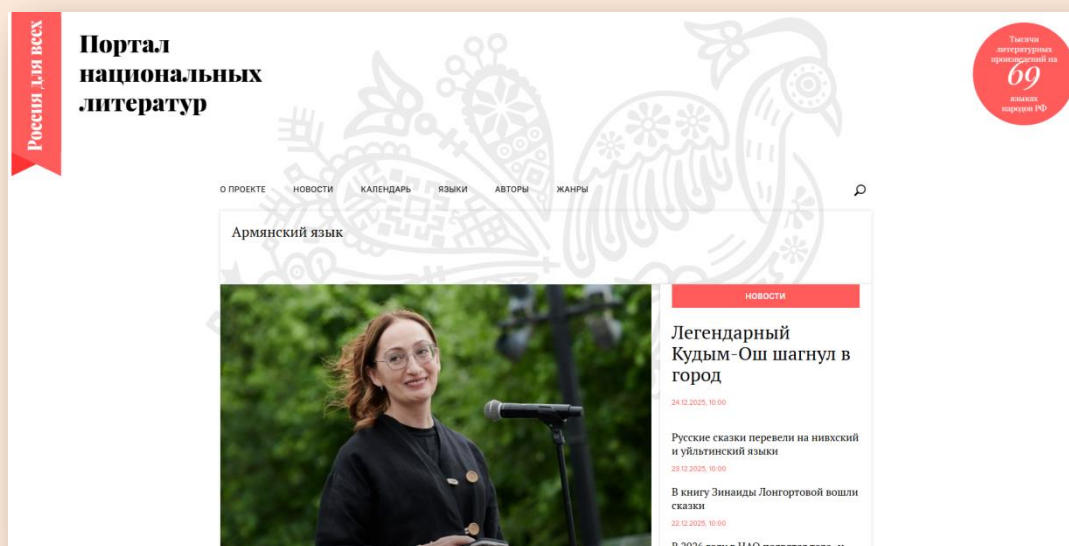 Россия для всех
Портал
национальных
литератур
Тысячи
литературных
произведений на
69
языках
народов РФ
О ПРОЕКТЕ НОВОСТИ КАЛЕНДАРЬ ЯЗЫКИ АВТОРЫ ЖАНРЫ
Армянский язык
НОВОСТИ
Легендарный
Кудым-Ош шагнул в
город
24.12.2025, 10:00
Русские сказки перевели на нивхский
и уйльтинский языки
23.12.2025, 10:00
В книгу Зинаиды Лонгортовой вошли
сказки
22.12.2025, 10:00